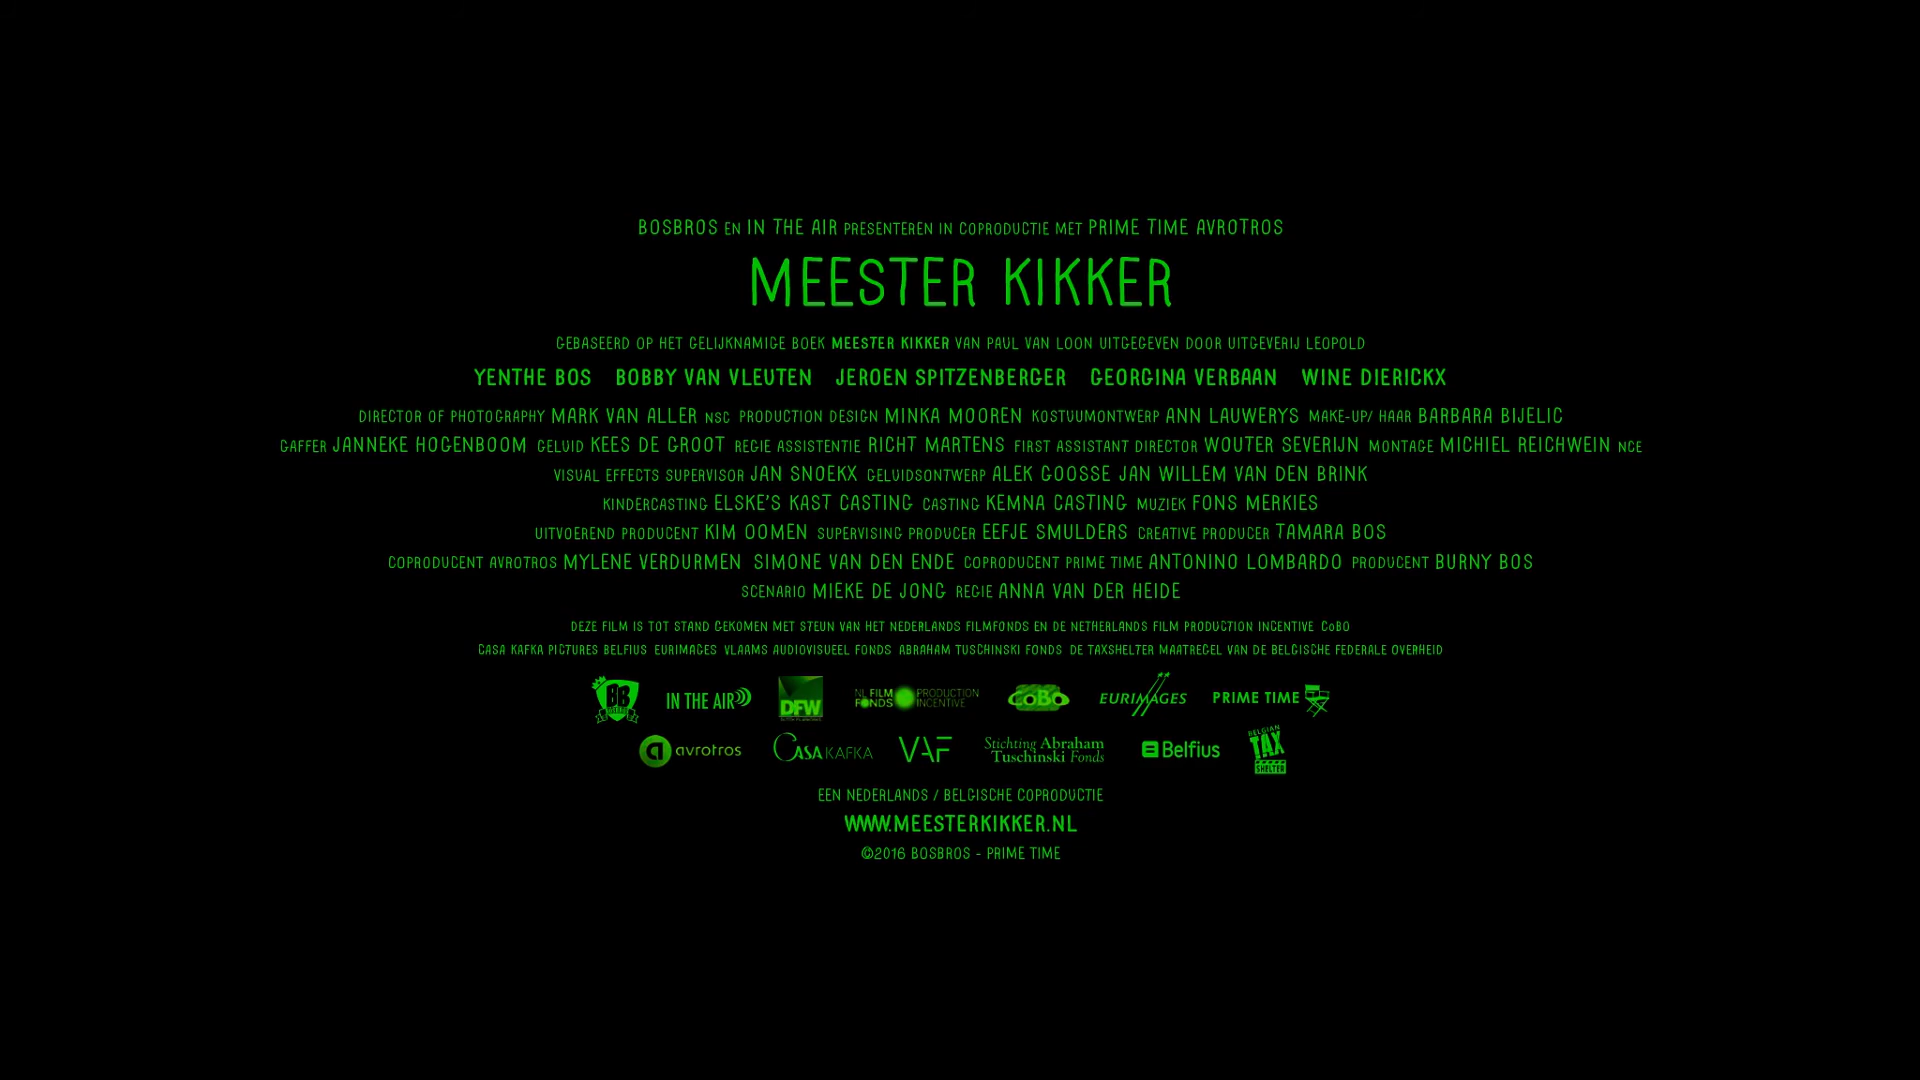 BOSBROS EN IN THE AIR PRESENTEREN IN COPRODUCTIE MET PRIME TIME AVROTROS
MEESTER KIKKER
GEBASEERD OP HET GELIJKNAMIGE BOEK MEESTER KIKKER VAN PAUL VAN LOON UITGEGEVEN DOOR UITGEVERIJ LEOPOLD
YENTHE BOS BOBBY VAN VLEUTEN JEROEN SPITZENBERGER GEORGINA VERBAAN WINE DIERICKX
DIRECTOR OF PHOTOGRAPHY MARK VAN ALLER NSC PRODUCTION DESIGN MINKA MOOREN KOSTUUMONTWERP ANN LAUWERYS MAKE-UP/ HAAR BARBARA BIJELIC
GAFFER JANNEKE HOGENBOOM GELUID KEES DE GROOT REGIE ASSISTENTIE RICHT MARTENS FIRST ASSISTANT DIRECTOR WOUTER SEVERIJN MONTAGE MICHIEL REICHWEIN NCE
VISUAL EFFECTS SUPERVISOR JAN SNOEKX GELUIDSONTWERP ALEK GOOSSE JAN WILLEM VAN DEN BRINK
KINDERCASTING ELSKE'S KAST CASTING CASTING KEMNA CASTING MUZIEK FONS MERKIES
UITVOEREND PRODUCENT KIM OOMEN SUPERVISING PRODUCER EEFJE SMULDERS CREATIVE PRODUCER TAMARA BOS
COPRODUCENT AVROTROS MYLENE VERDURMEN SIMONE VAN DEN ENDE COPRODUCENT PRIME TIME ANTONINO LOMBARDO PRODUCENT BURNY BOS
SCENARIO MIEKE DE JONG REGIE ANNA VAN DER HEIDE
DEZE FILM IS TOT STAND GEKOMEN MET STEUN VAN HET NEDERLANDS FILMFONDS EN DE NETHERLANDS FILM PRODUCTION INCENTIVE CoBO
CASA KAFKA PICTURES BELFIUS EURIMAGES VLAAMS AUDIOVISUEEL FONDS ABRAHAM TUSCHINSKI FONDS DE TAXSHELTER MAATREGEL VAN DE BELGISCHE FEDERALE OVERHEID
BB IN THE AIR DFW NL FILM FONDS PRODUCTION INCENTIVE CoBO EURIMAGES PRIME TIME
avrotros CASA KAFKA VAF Stichting Abraham Tuschinski Fonds Belfius BELGIAN TAX SHELTER
EEN NEDERLANDS / BELGISCHE COPRODUCTIE
WWW.MEESTERKIKKER.NL
©2016 BOSBROS - PRIME TIME